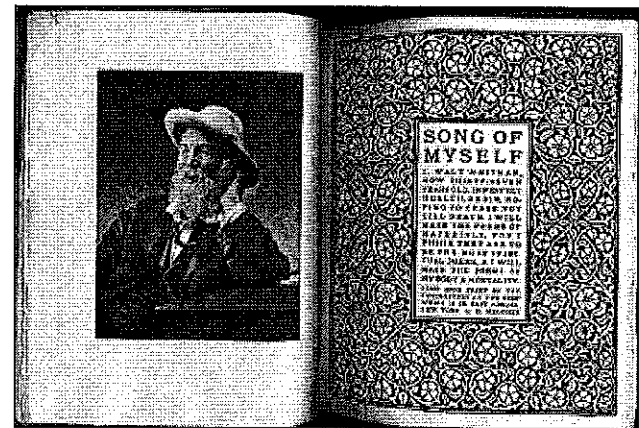 SONG OF
MYSELF
I, WALT WHITMAN,
NOW THIRTY-SEVEN
YEARS OLD, IN PERFECT
HEALTH, BEGIN, HO-
PING TO CEASE NOT
TILL DEATH. I WILL
MAKE THE POEMS OF
MATERIALS, FOR I
THINK THEY ARE TO
BE THE MOST SPIRI-
TUAL POEMS, & I WILL
MAKE THE POEMS OF
MY BODY & MORTALITY.
NEW YORK